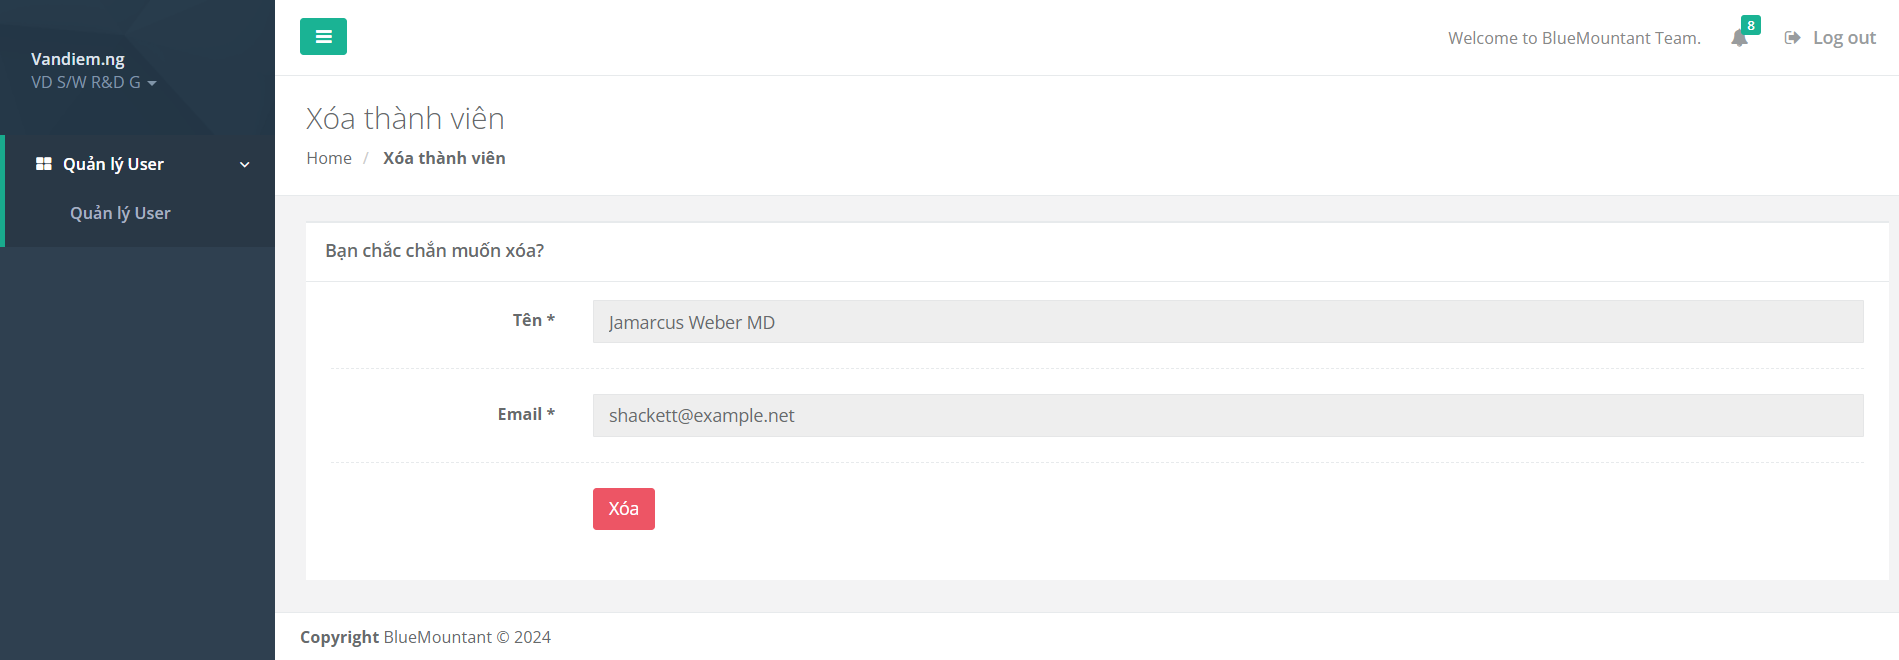 Vandiem.ng
VD S/W R&D G
Quản lý User
Quản lý User
Welcome to BlueMountant Team.
8
Log out
Xóa thành viên
Home / Xóa thành viên
Bạn chắc chắn muốn xóa?
Tên *
Jamarcus Weber MD
Email *
shackett@example.net
Xóa
Copyright BlueMountant © 2024